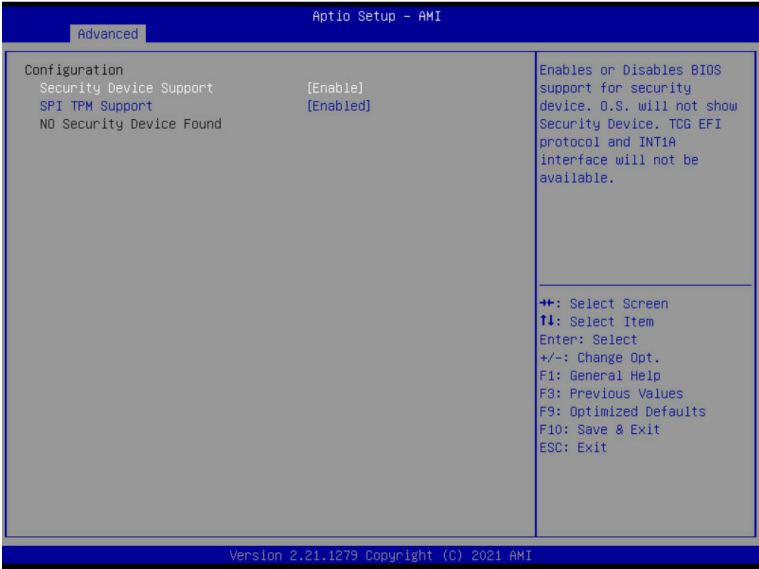 Aptio Setup - AMI
Advanced
Configuration
Security Device Support [Enable]
SPI TPM Support [Enabled]
NO Security Device Found
Enables or Disables BIOS
support for security
device. O.S. will not show
Security Device. TCG EFI
protocol and INT1A
interface will not be
available.
→←: Select Screen
↑↓: Select Item
Enter: Select
+/-: Change Opt.
F1: General Help
F3: Previous Values
F9: Optimized Defaults
F10: Save & Exit
ESC: Exit
Version 2.21.1279 Copyright (C) 2021 AMI